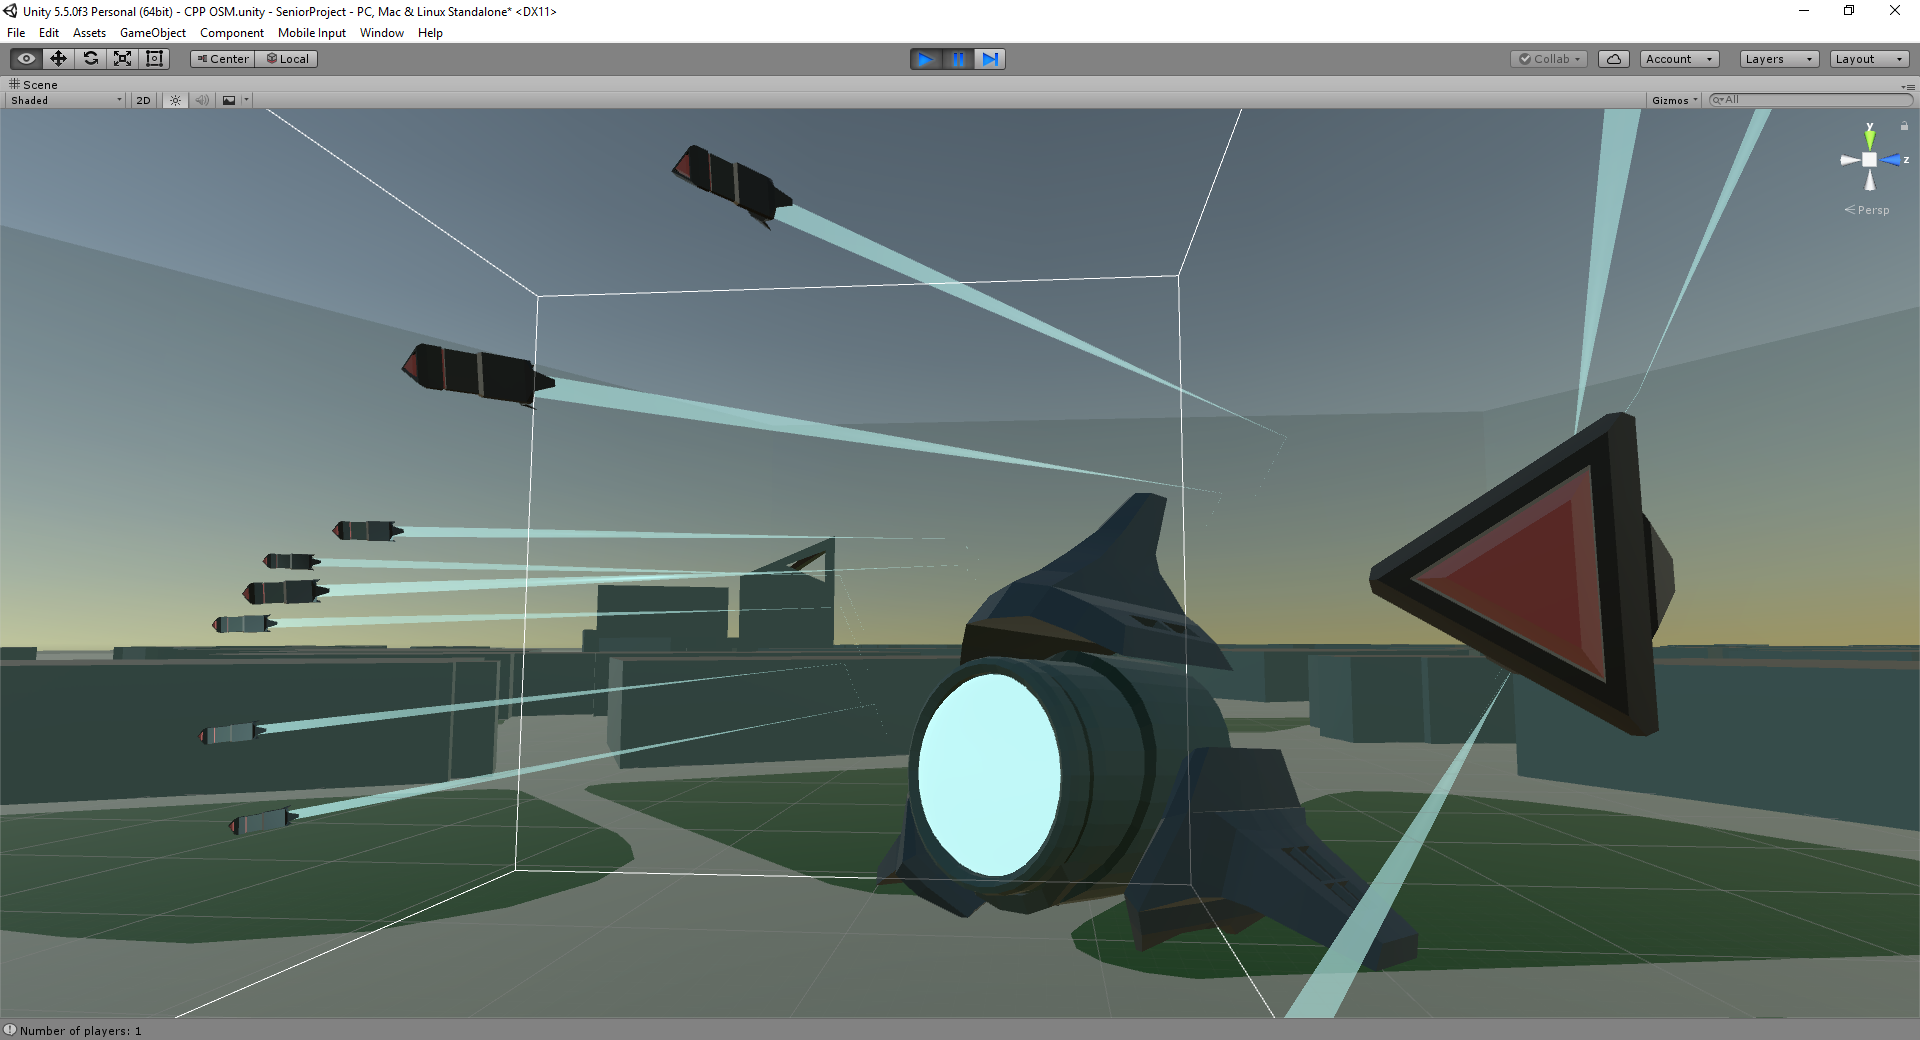 Unity 5.5.0f3 Personal (64bit) - CPP OSM.unity - SeniorProject - PC, Mac & Linux Standalone* <DX11>
File Edit Assets GameObject Component Mobile Input Window Help
Center Local Collab Account Layers Layout
Scene
Shaded 2D Gizmos All
y
z
Persp
Number of players: 1